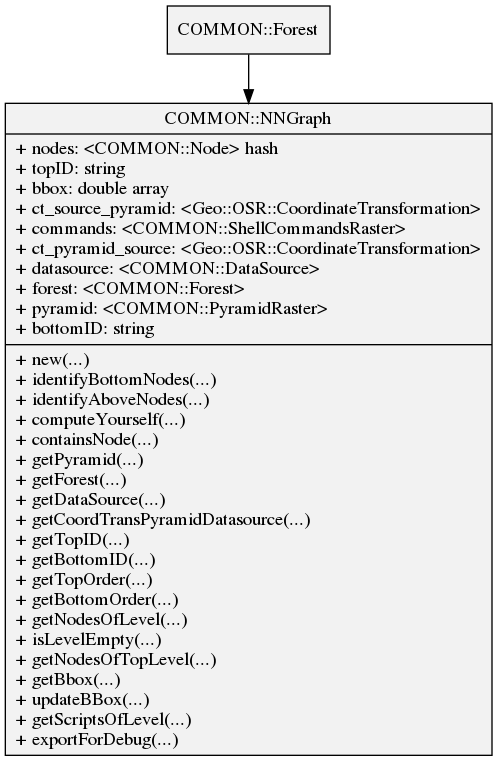 COMMON::Forest
COMMON::NNGraph
+ nodes: <COMMON::Node> hash
+ topID: string
+ bbox: double array
+ ct_source_pyramid: <Geo::OSR::CoordinateTransformation>
+ commands: <COMMON::ShellCommandsRaster>
+ ct_pyramid_source: <Geo::OSR::CoordinateTransformation>
+ datasource: <COMMON::DataSource>
+ forest: <COMMON::Forest>
+ pyramid: <COMMON::PyramidRaster>
+ bottomID: string
+ new(...)
+ identifyBottomNodes(...)
+ identifyAboveNodes(...)
+ computeYourself(...)
+ containsNode(...)
+ getPyramid(...)
+ getForest(...)
+ getDataSource(...)
+ getCoordTransPyramidDatasource(...)
+ getTopID(...)
+ getBottomID(...)
+ getTopOrder(...)
+ getBottomOrder(...)
+ getNodesOfLevel(...)
+ isLevelEmpty(...)
+ getNodesOfTopLevel(...)
+ getBbox(...)
+ updateBBox(...)
+ getScriptsOfLevel(...)
+ exportForDebug(...)